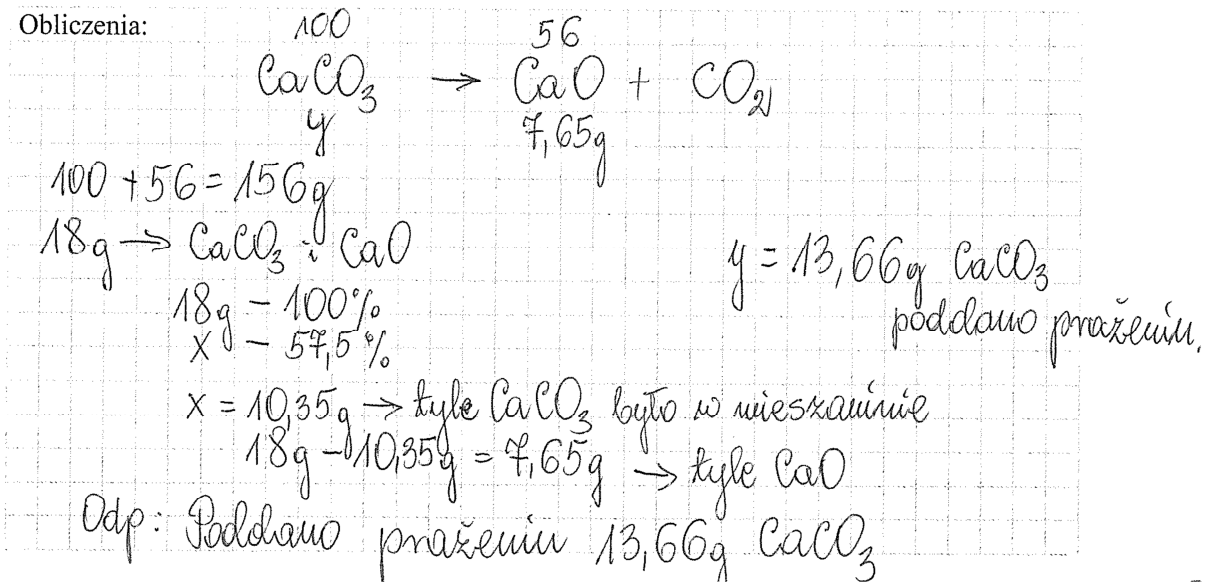 Obliczenia:
100 56
CaCO₃ → CaO + CO₂
y 7,65g
100 + 56 = 156g
18g → CaCO₃ i CaO
y = 13,66g CaCO₃
poddano prażeniu.
18g – 100%
x – 57,5%
x = 10,35g → tyle CaCO₃ było w mieszaninie
18g – 10,35g = 7,65g → tyle CaO
Odp: Poddano prażeniu 13,66g CaCO₃